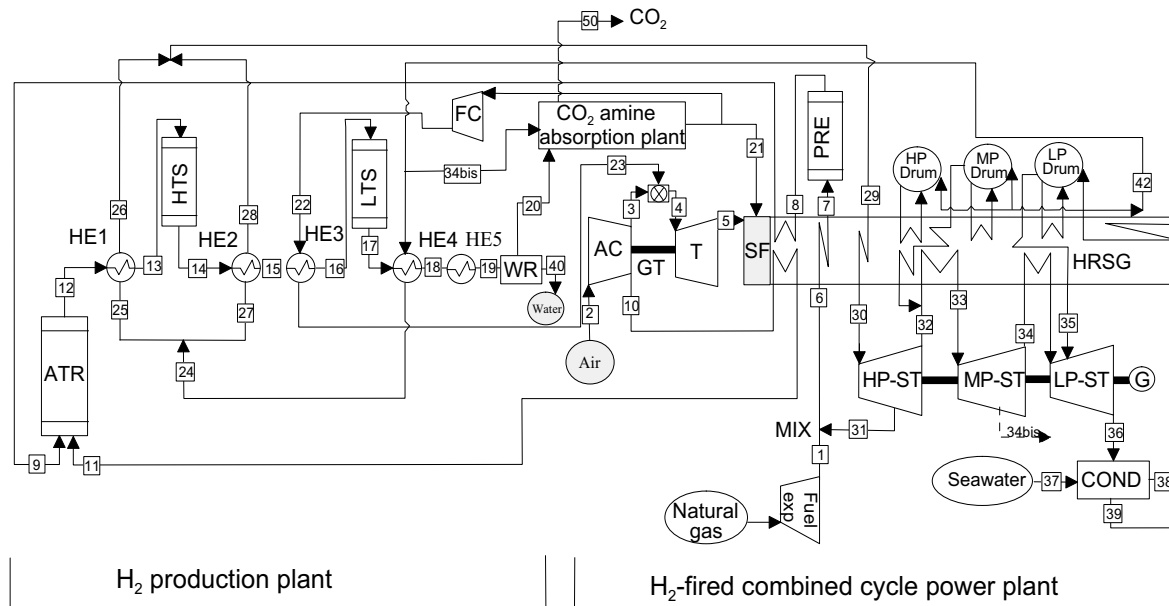 50
CO2
FC
CO2 amine
absorption plant
PRE
HP
Drum
MP
Drum
LP
Drum
42
HTS
LTS
34bis
23
21
29
26
28
22
20
3
4
8
7
5
HE1
HE2
HE3
HE4
HE5
13
14
15
16
17
18
19
WR
40
Water
AC
GT
T
SF
HRSG
12
25
27
24
10
2
Air
6
30
32
33
34
35
ATR
HP-ST
MP-ST
LP-ST
G
34bis
36
9
11
MIX
31
1
Natural
gas
Fuel
exp
Seawater
37
COND
38
39
H2 production plant
H2-fired combined cycle power plant